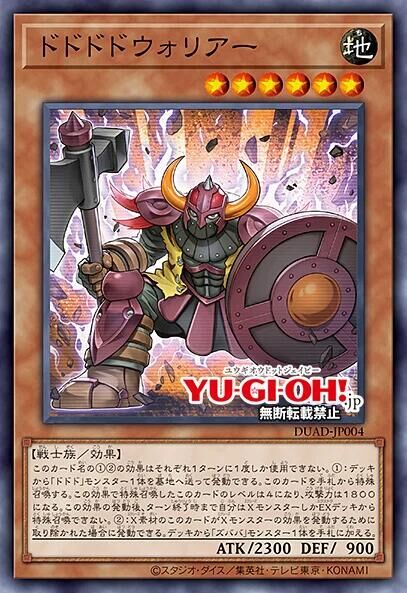 ドドドドウォリアー
地
ユウギオウドットジェイピー
YU-GI-OH!.jp
無断転載禁止
DUAD-JP004
【戦士族／効果】
このカード名の①②の効果はそれぞれ1ターンに1度しか使用できない。①:デッキ
から「ドドド」モンスター1体を墓地へ送って発動できる。このカードを手札から特殊
召喚する。この効果で特殊召喚したこのカードのレベルは4になり、攻撃力は1800
になる。この効果の発動後、ターン終了時まで自分はXモンスターしかEXデッキから
特殊召喚できない。②:X素材のこのカードがXモンスターの効果を発動するために
取り除かれた場合に発動できる。デッキから「ズババ」モンスター1体を手札に加える。
ATK/2300 DEF/ 900
©スタジオ・ダイス／集英社・テレビ東京・KONAMI